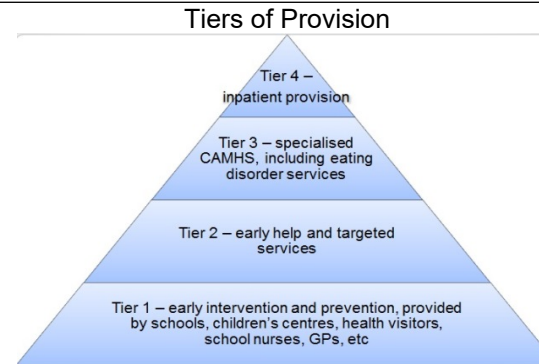 Tiers of Provision
Tier 4 –
inpatient provision
Tier 3 – specialised
CAMHS, including eating
disorder services
Tier 2 – early help and targeted
services
Tier 1 – early intervention and prevention, provided
by schools, children's centres, health visitors,
school nurses, GPs, etc